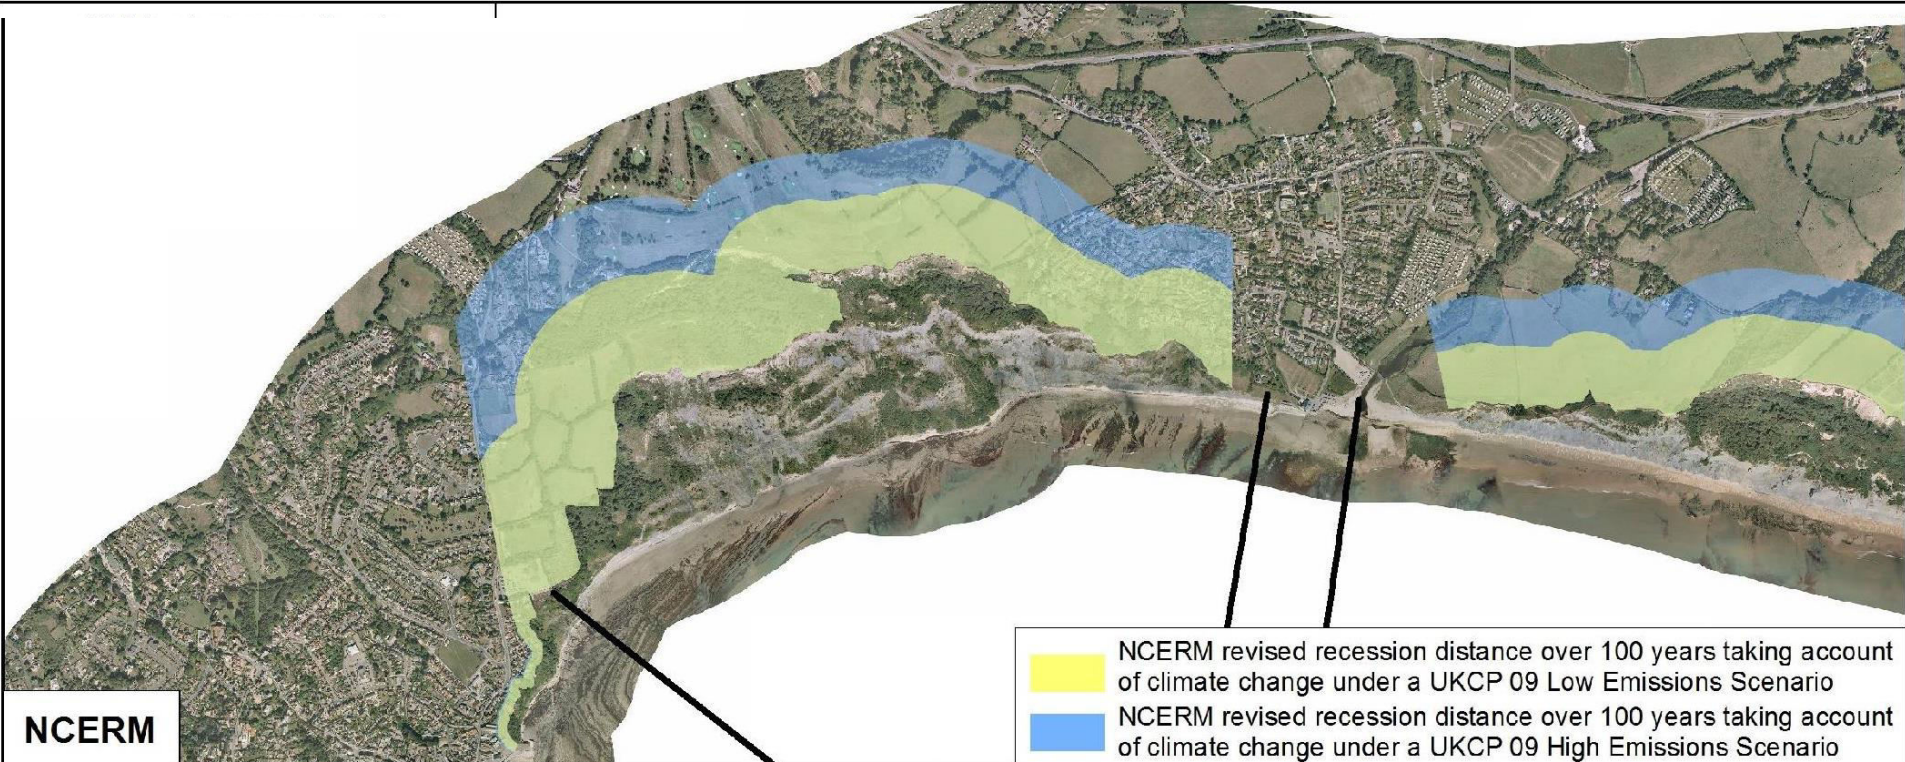 NCERM
NCERM revised recession distance over 100 years taking account
of climate change under a UKCP 09 Low Emissions Scenario
NCERM revised recession distance over 100 years taking account
of climate change under a UKCP 09 High Emissions Scenario